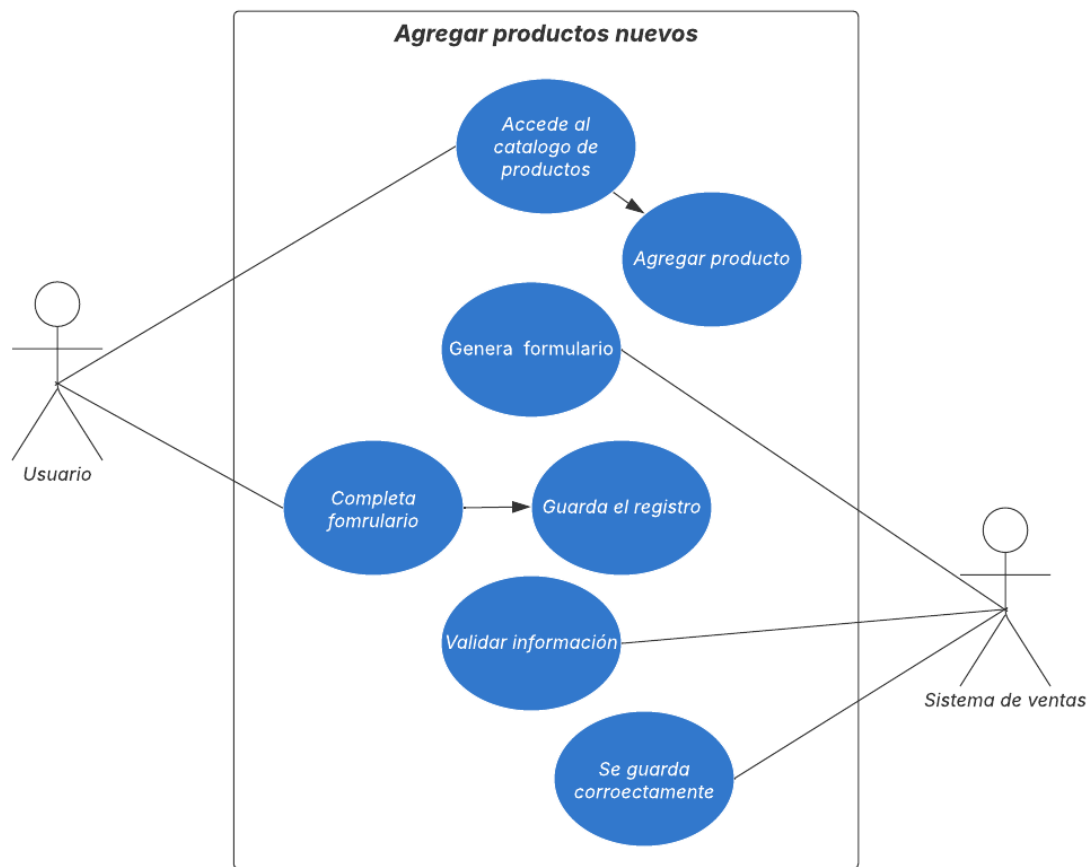 Agregar productos nuevos
Accede al
catalogo de
productos
Agregar producto
Genera formulario
Usuario
Completa
fomrulario
Guarda el registro
Validar información
Sistema de ventas
Se guarda
corroectamente